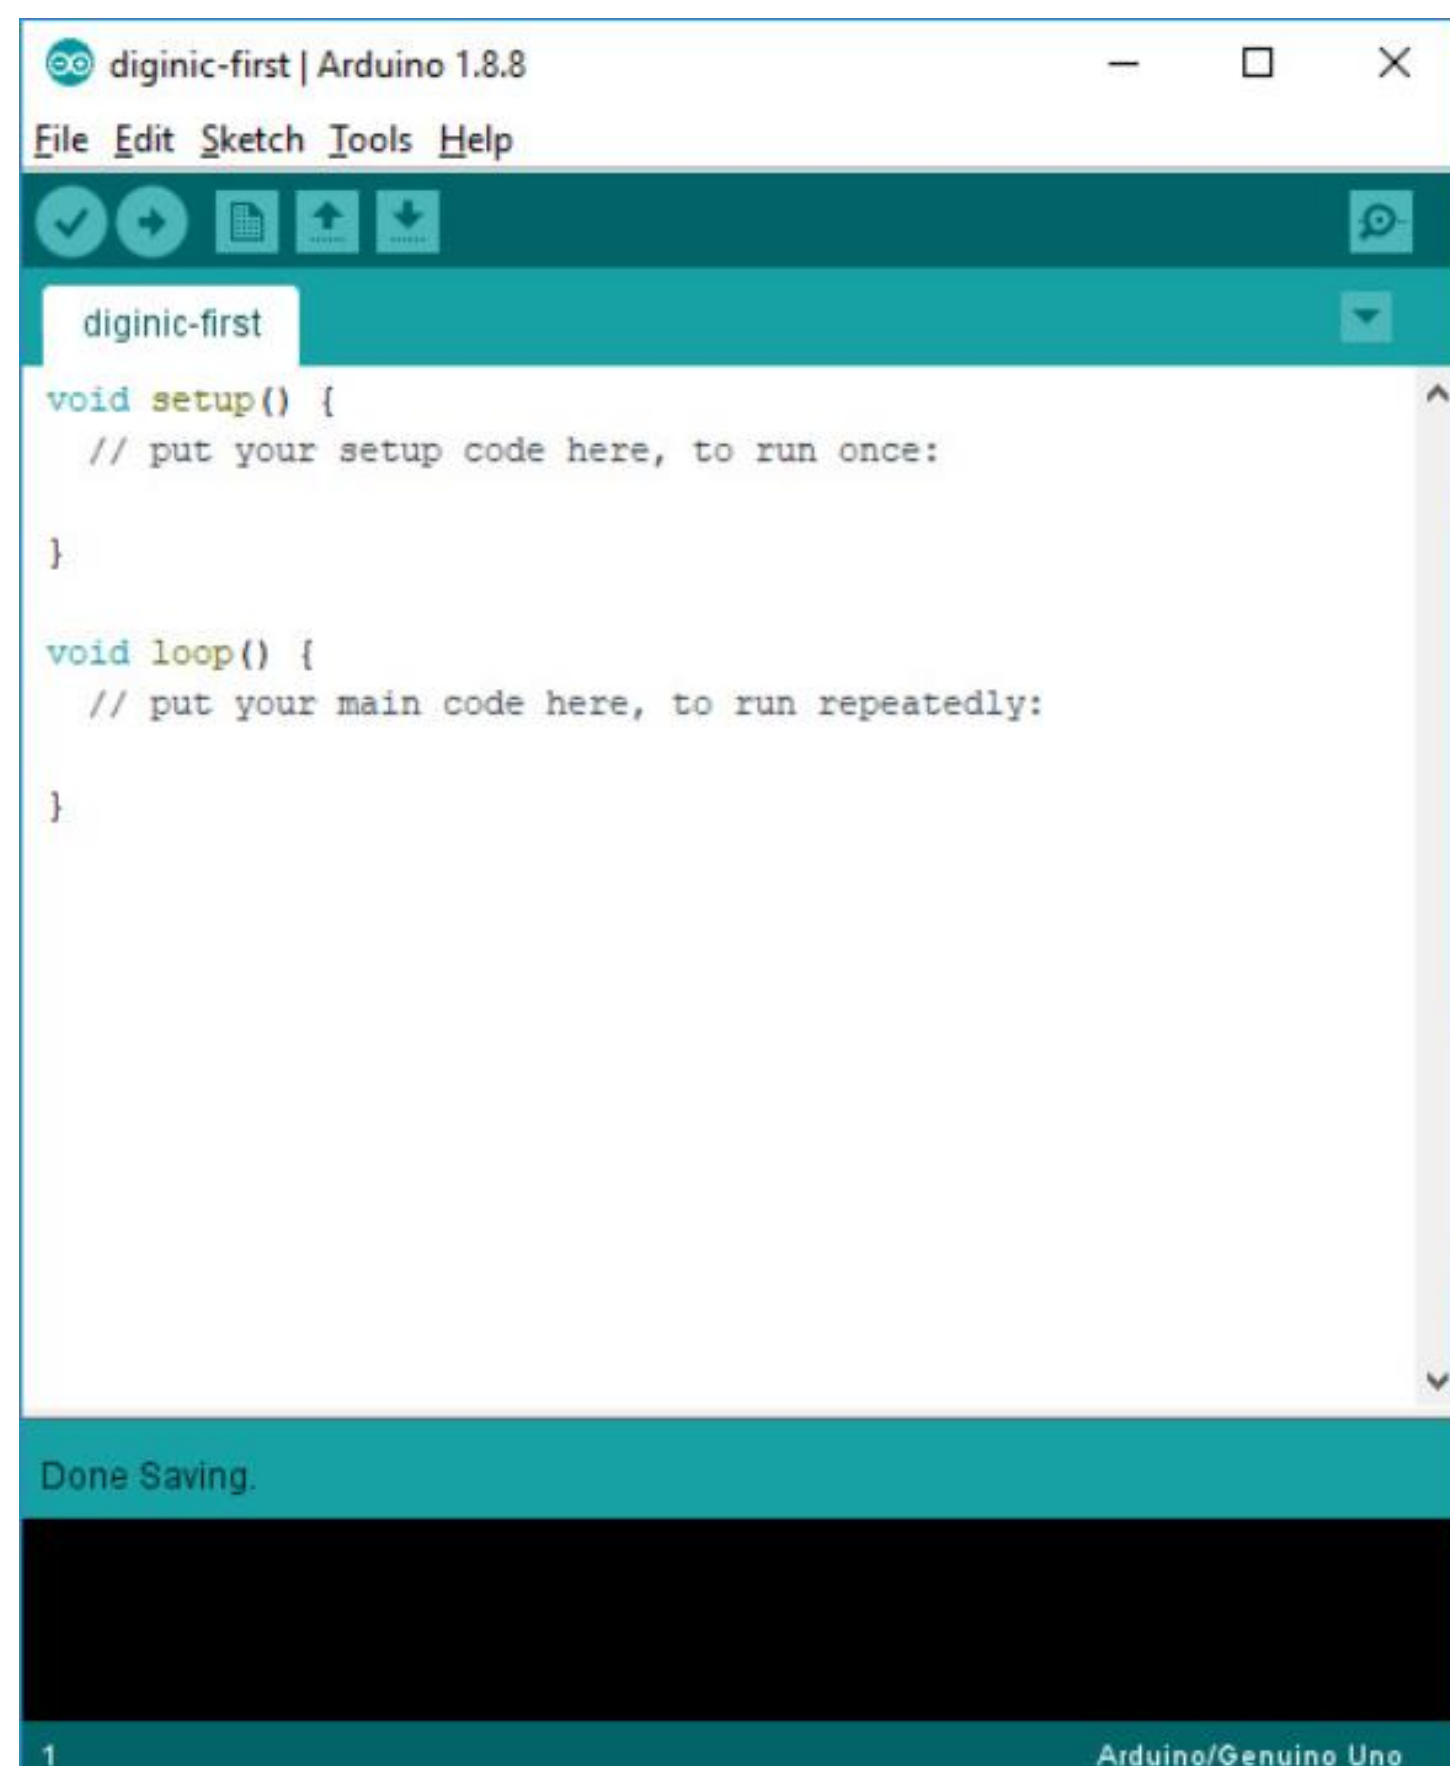 diginic-first | Arduino 1.8.8
File Edit Sketch Tools Help
diginic-first
void setup() {
  // put your setup code here, to run once:
}
void loop() {
  // put your main code here, to run repeatedly:
}
Done Saving.
1 Arduino/Genuino Uno